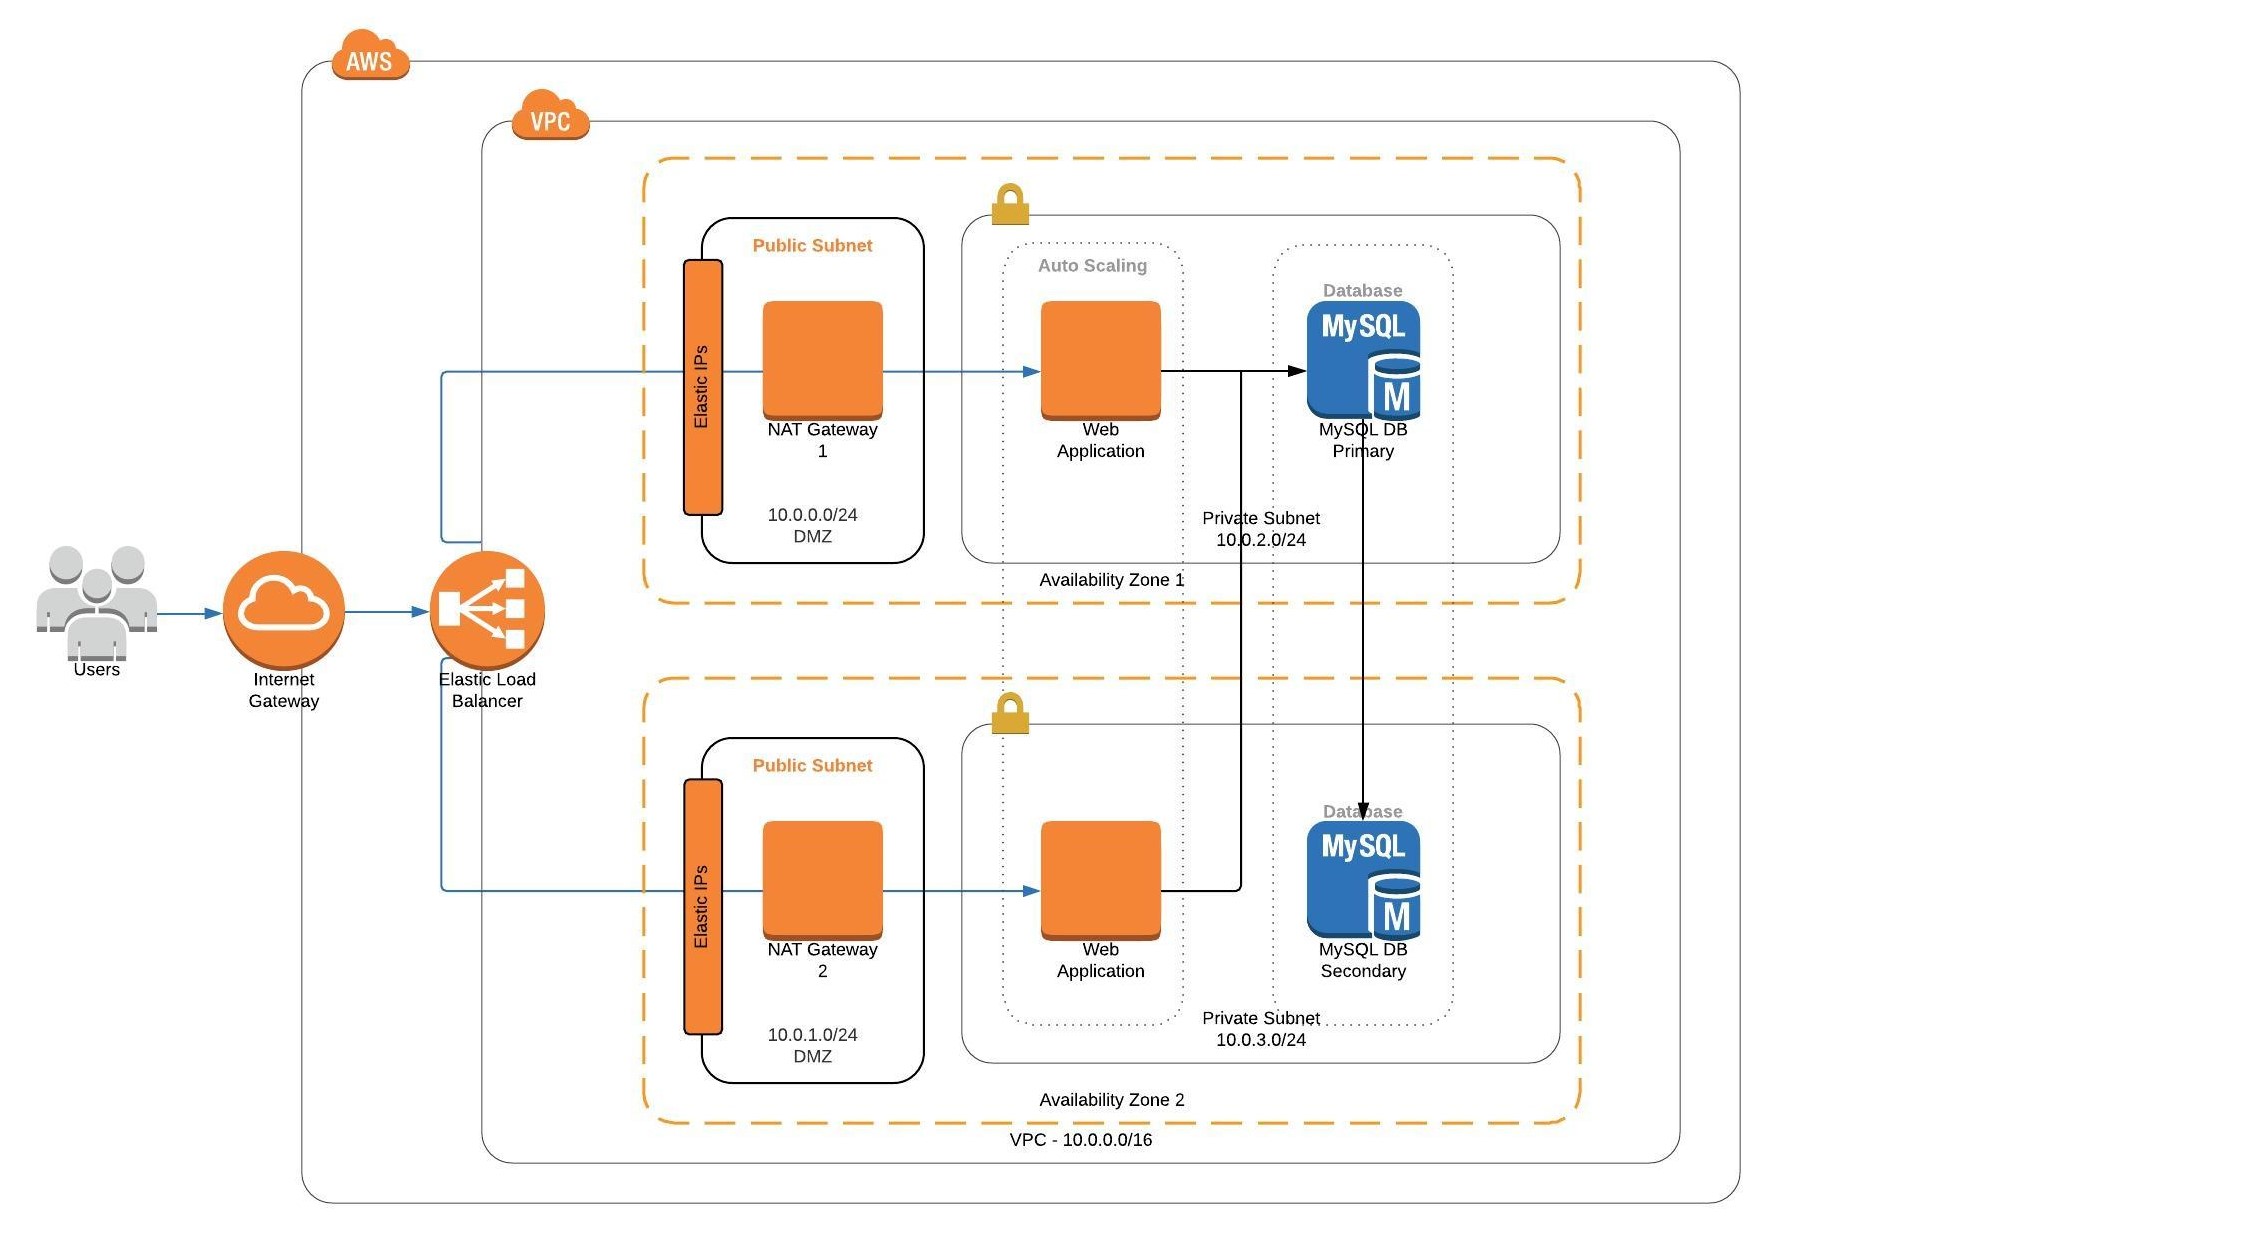 AWS
VPC
Public Subnet
Elastic IPs
NAT Gateway
1
10.0.0.0/24
DMZ
Auto Scaling
Web
Application
Database
MySQL
M
MySQL DB
Primary
Private Subnet
10.0.2.0/24
Availability Zone 1
Users
Internet
Gateway
Elastic Load
Balancer
Public Subnet
Elastic IPs
NAT Gateway
2
10.0.1.0/24
DMZ
Web
Application
Database
MySQL
M
MySQL DB
Secondary
Private Subnet
10.0.3.0/24
Availability Zone 2
VPC - 10.0.0.0/16